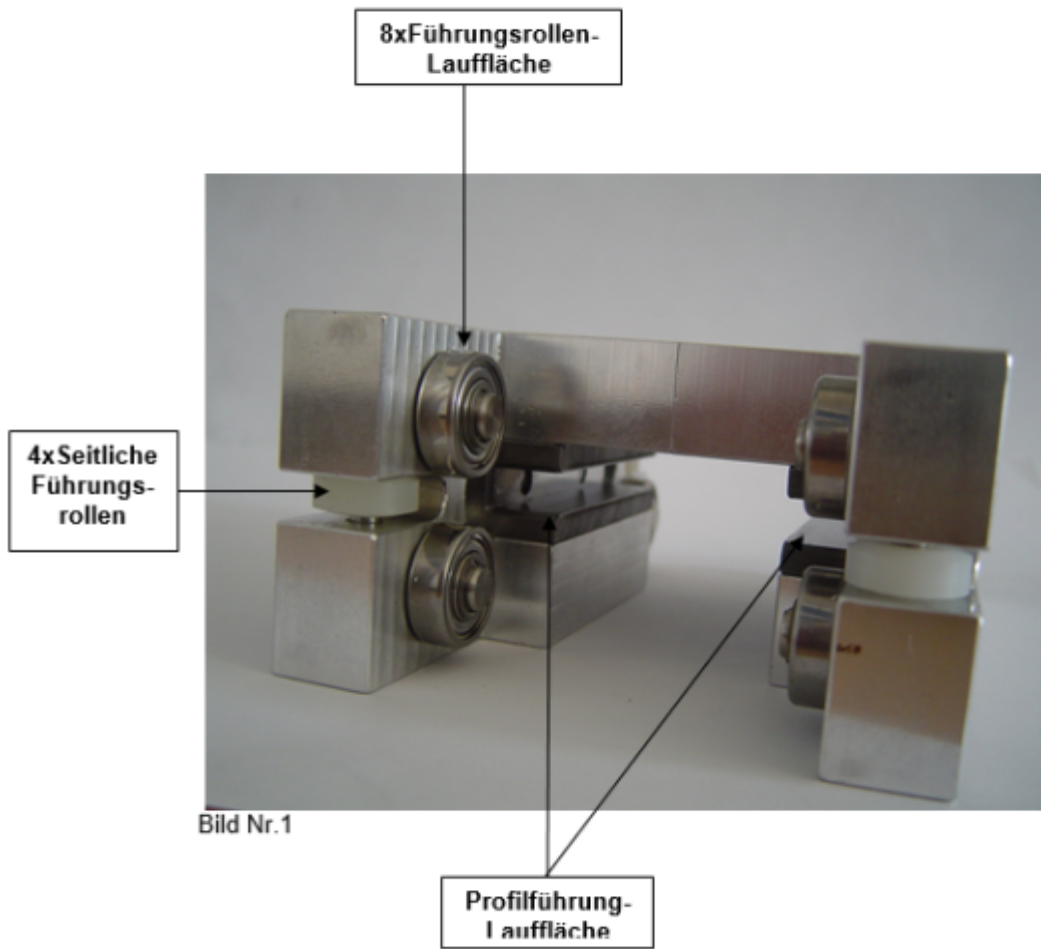 8xFührungsrollen-
Lauffläche
4xSeitliche
Führungs-
rollen
Bild Nr.1
Profilführung-
Lauffläche